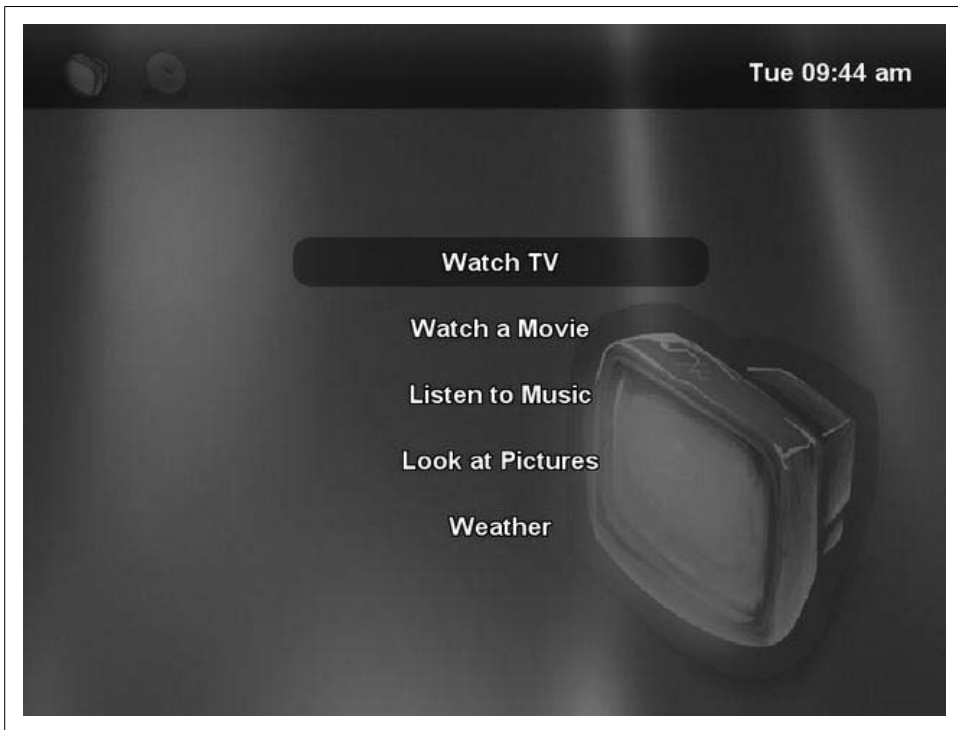 Tue 09:44 am
Watch TV
Watch a Movie
Listen to Music
Look at Pictures
Weather